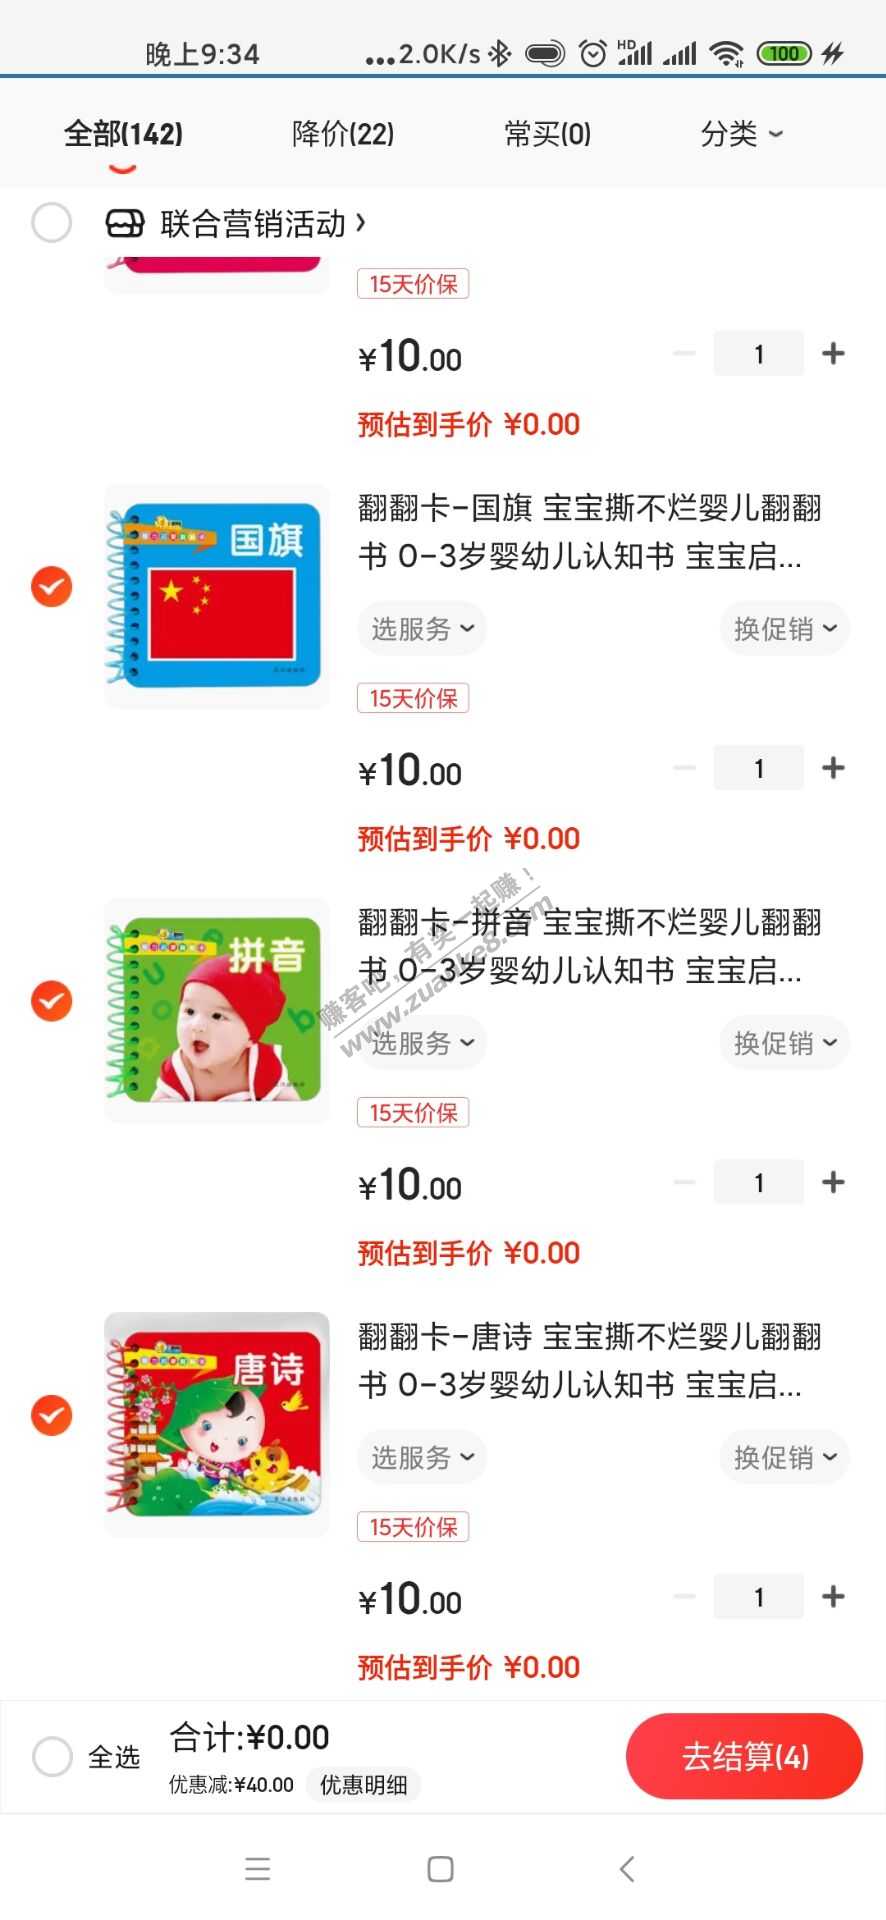 晚上9:34
...2.0K/s HD 100
全部(142) 降价(22) 常买(0) 分类
联合营销活动
15天价保
¥10.00 1 +
预估到手价 ¥0.00
国旗
翻翻卡-国旗 宝宝撕不烂婴儿翻翻
书 0-3岁婴幼儿认知书 宝宝启...
选服务 换促销
15天价保
¥10.00 1 +
预估到手价 ¥0.00
赚客吧,有奖一起赚!
www.zuanke8.com
拼音
翻翻卡-拼音 宝宝撕不烂婴儿翻翻
书 0-3岁婴幼儿认知书 宝宝启...
选服务 换促销
15天价保
¥10.00 1 +
预估到手价 ¥0.00
唐诗
翻翻卡-唐诗 宝宝撕不烂婴儿翻翻
书 0-3岁婴幼儿认知书 宝宝启...
选服务 换促销
15天价保
¥10.00 1 +
预估到手价 ¥0.00
全选 合计:¥0.00 去结算(4)
优惠减:¥40.00 优惠明细